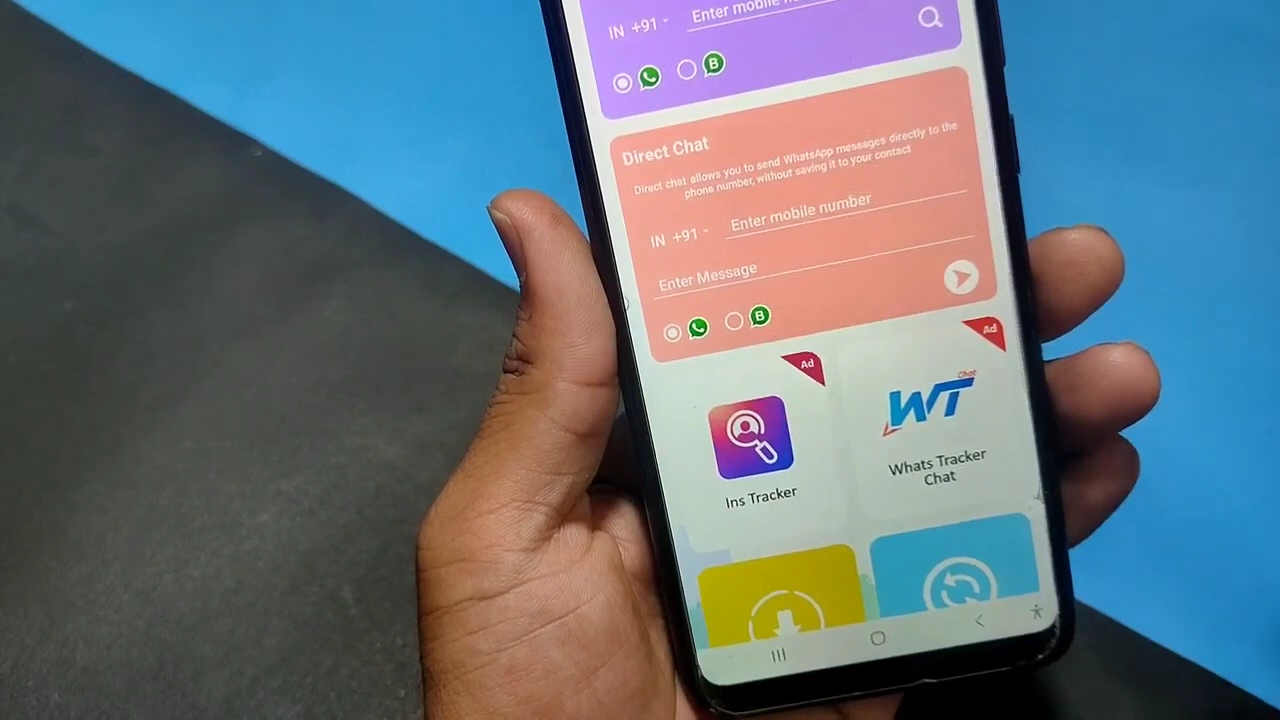 IN +91
Enter mobile
B
Direct Chat
Direct chat allows you to send WhatsApp messages directly to the
phone number, without saving it to your contact
IN +91
Enter mobile number
Enter Message
B
Ad
Ad
Chat
WT
Ins Tracker
Whats Tracker
Chat